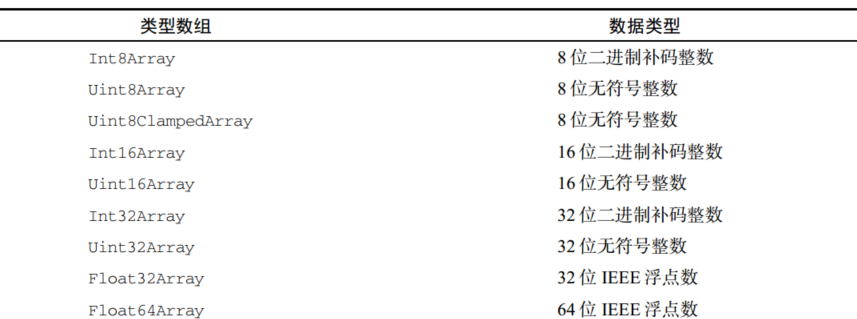 类型数组 数据类型
Int8Array 8 位二进制补码整数
Uint8Array 8 位无符号整数
Uint8ClampedArray 8 位无符号整数
Int16Array 16 位二进制补码整数
Uint16Array 16 位无符号整数
Int32Array 32 位二进制补码整数
Uint32Array 32 位无符号整数
Float32Array 32 位 IEEE 浮点数
Float64Array 64 位 IEEE 浮点数